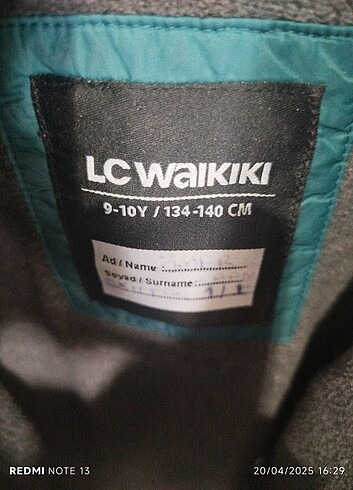 LC WAIKIKI
9-10Y / 134-140 CM
Ad / Name :....................
Soyad / Surname:..............
REDMI NOTE 13
20/04/2025 16:29